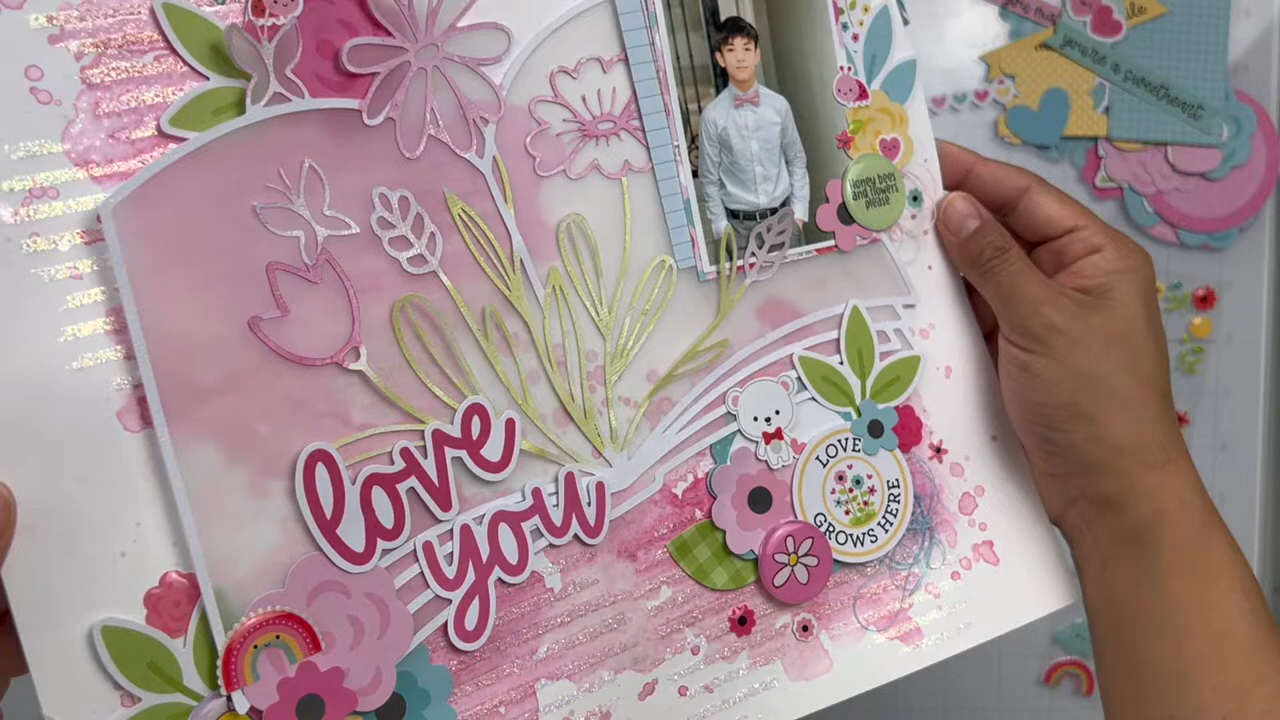 you're a sweetheart
Honey bees
and flowers
please
love
you
LOVE
GROWS HERE